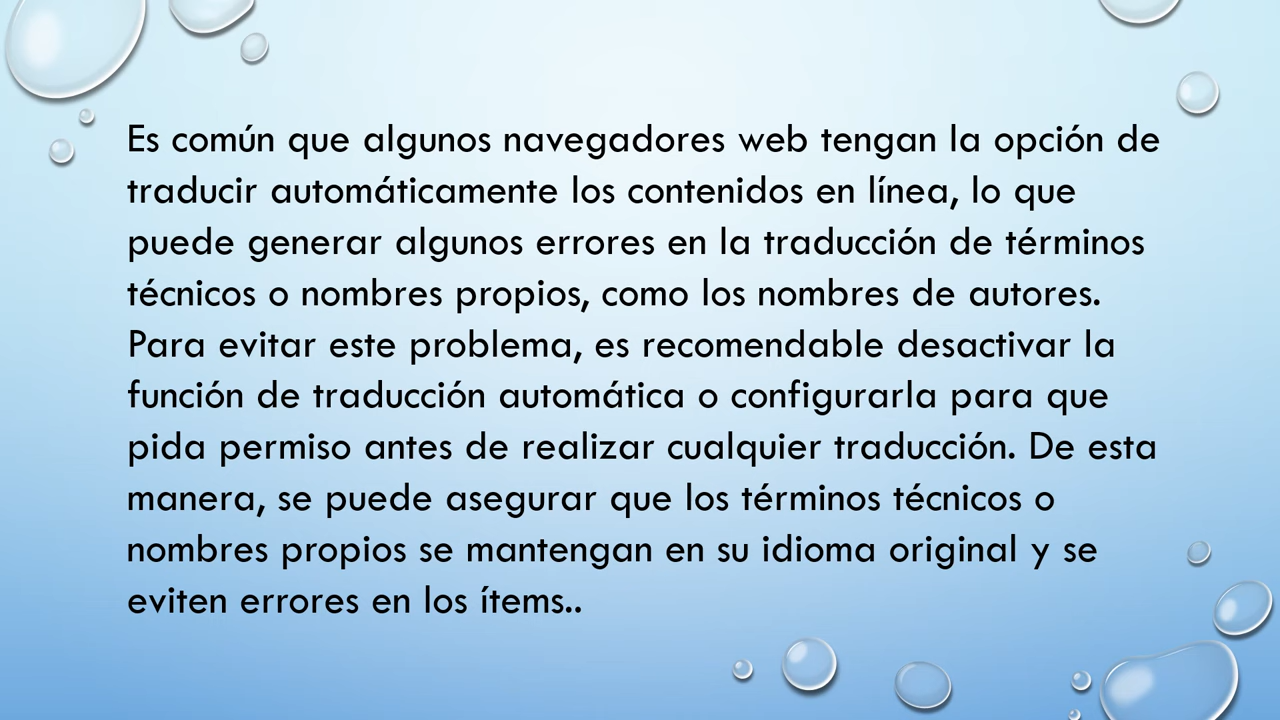 Es común que algunos navegadores web tengan la opción de
traducir automáticamente los contenidos en línea, lo que
puede generar algunos errores en la traducción de términos
técnicos o nombres propios, como los nombres de autores.
Para evitar este problema, es recomendable desactivar la
función de traducción automática o configurarla para que
pida permiso antes de realizar cualquier traducción. De esta
manera, se puede asegurar que los términos técnicos o
nombres propios se mantengan en su idioma original y se
eviten errores en los ítems..